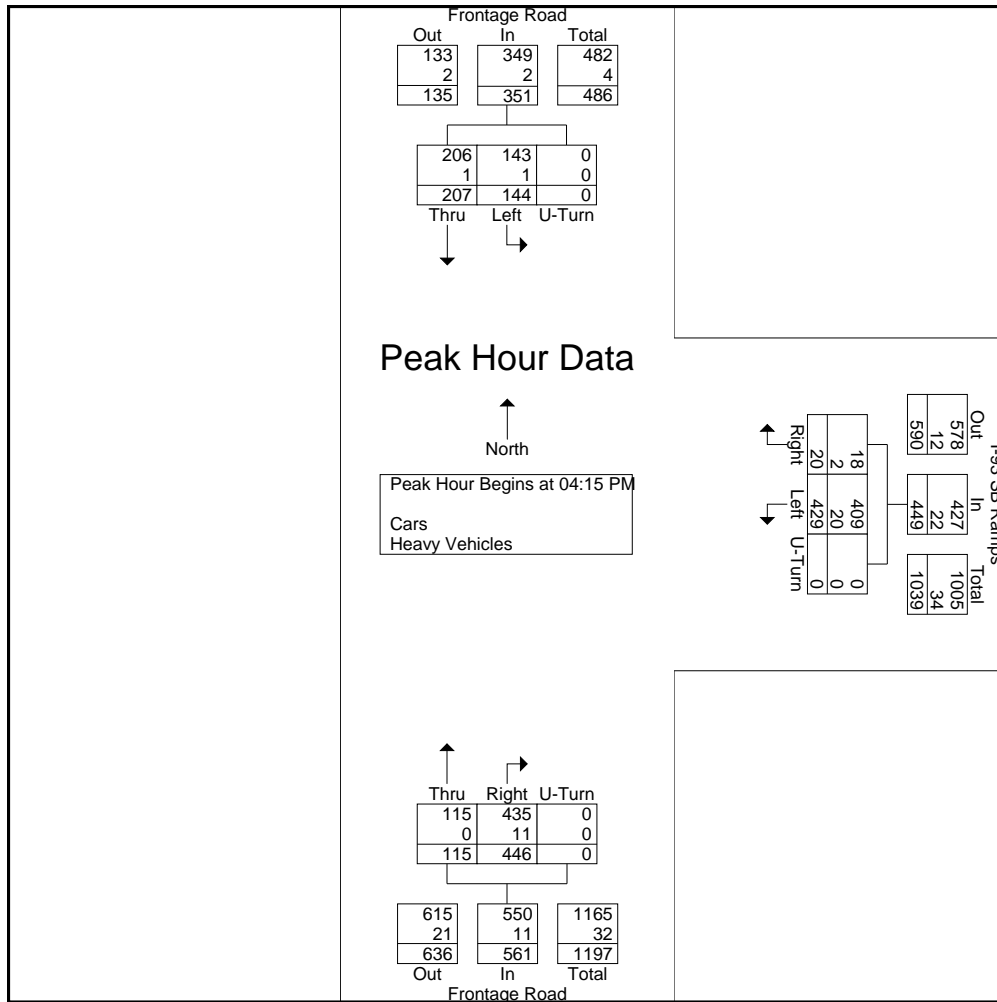 Frontage Road
Out In Total
133 349 482
2 2 4
135 351 486
206 143 0
1 1 0
207 144 0
Thru Left U-Turn
Peak Hour Data
North
Peak Hour Begins at 04:15 PM
Cars
Heavy Vehicles
Out In Total
578 427 1005
12 22 34
590 449 1039
18 409 0
2 20 0
20 429 0
Right Left U-Turn
Thru Right U-Turn
115 435 0
0 11 0
115 446 0
615 550 1165
21 11 32
636 561 1197
Out In Total
Frontage Road